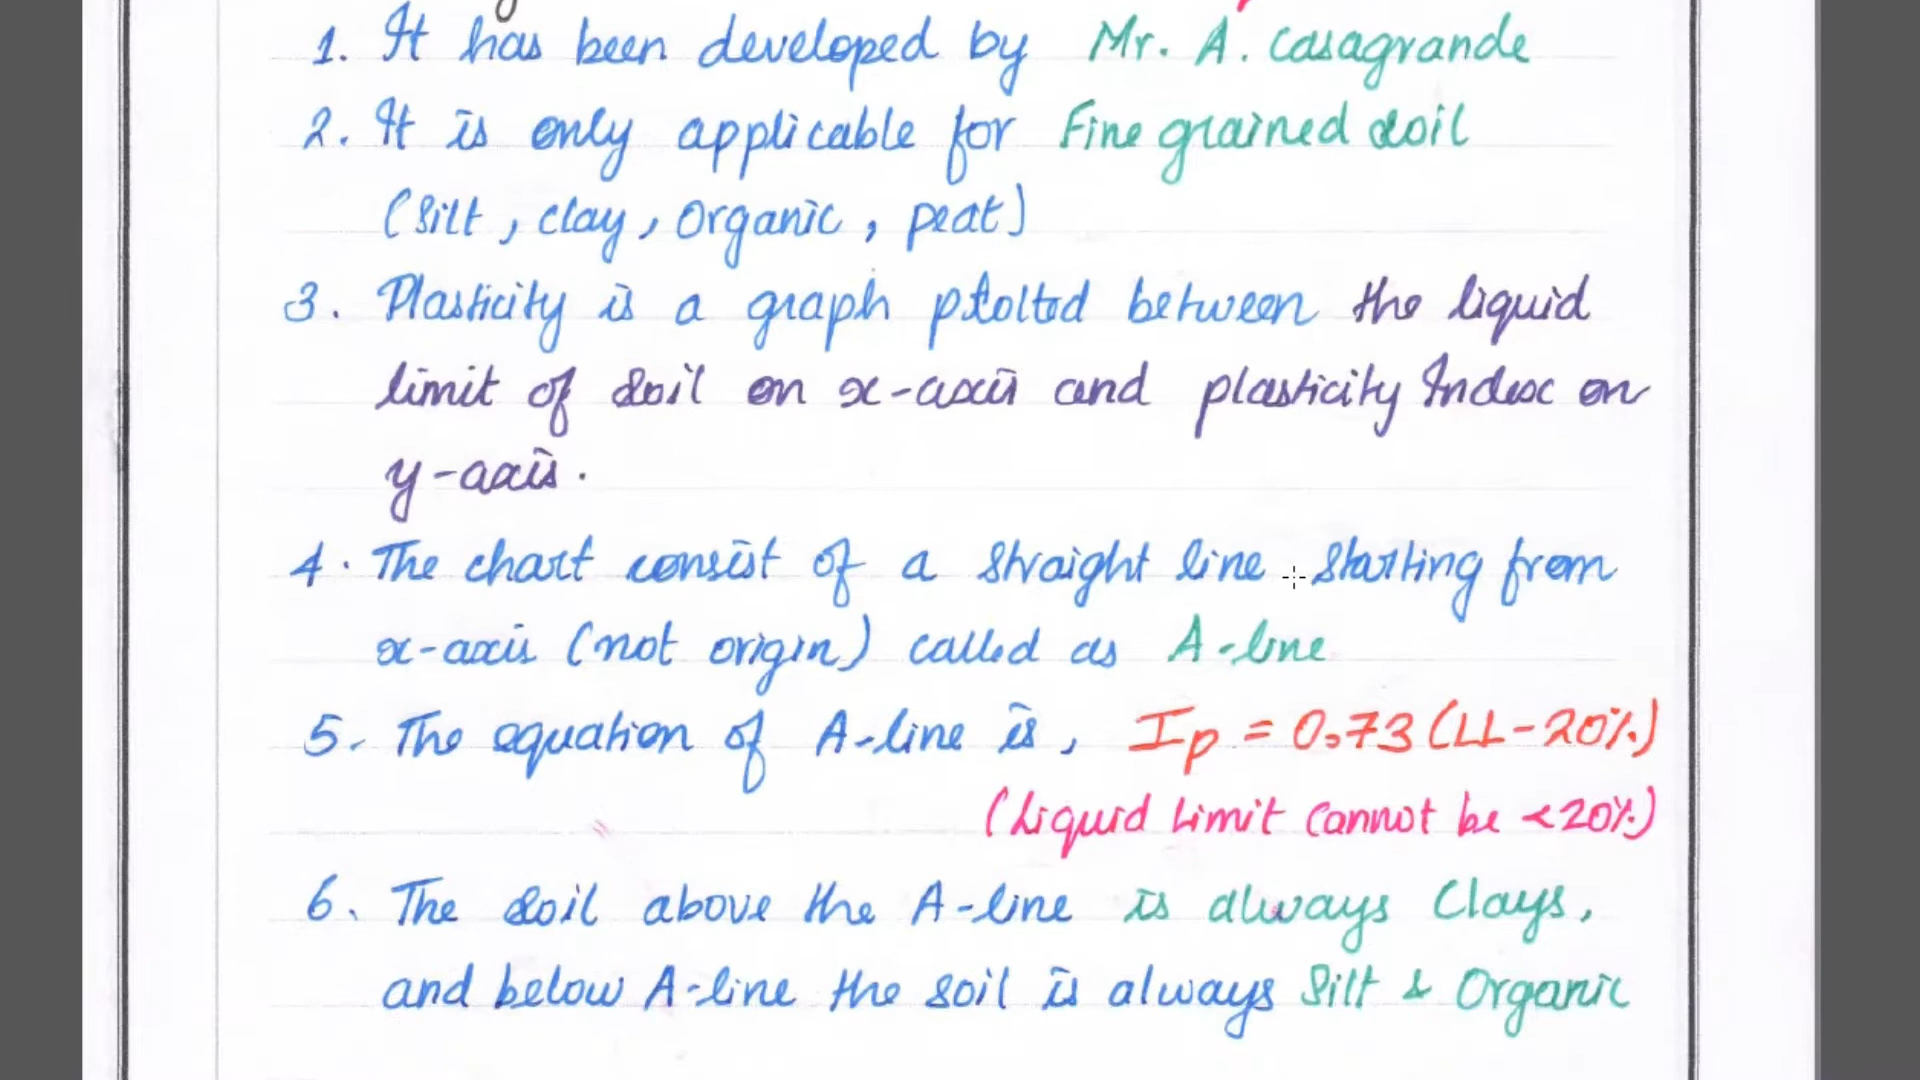 1. It has been developed by Mr. A. Casagrande
2. It is only applicable for Fine grained soil
(Silt, clay, Organic, peat)
3. Plasticity is a graph ptolted between the liquid
limit of soil on x-axis and plasticity Index on
y-axis.
4. The chart consist of a straight line starting from
x-axis (not origin) called as A-line
5. The equation of A-line is, Ip = 0.73 (LL-20%)
(Liquid Limit cannot be <20%)
6. The soil above the A-line is always Clays,
and below A-line the soil is always Silt & Organic